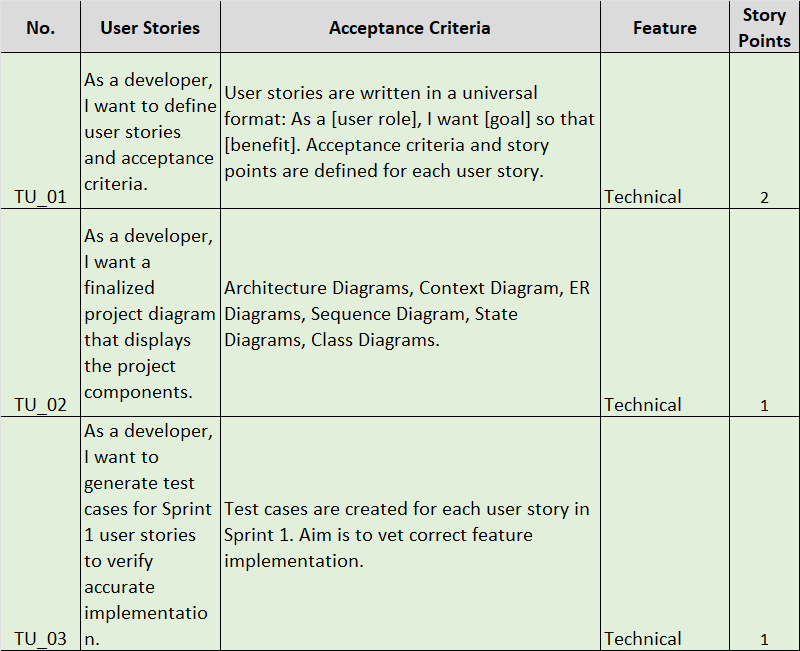 No.
User Stories
Acceptance Criteria
Feature
Story
Points
TU_01
As a developer,
I want to define
user stories
and acceptance
criteria.
User stories are written in a universal
format: As a [user role], I want [goal] so that
[benefit]. Acceptance criteria and story
points are defined for each user story.
Technical
2
TU_02
As a developer,
I want a
finalized
project diagram
that displays
the project
components.
Architecture Diagrams, Context Diagram, ER
Diagrams, Sequence Diagram, State
Diagrams, Class Diagrams.
Technical
1
TU_03
As a developer,
I want to
generate test
cases for Sprint
1 user stories
to verify
accurate
implementatio
n.
Test cases are created for each user story in
Sprint 1. Aim is to vet correct feature
implementation.
Technical
1